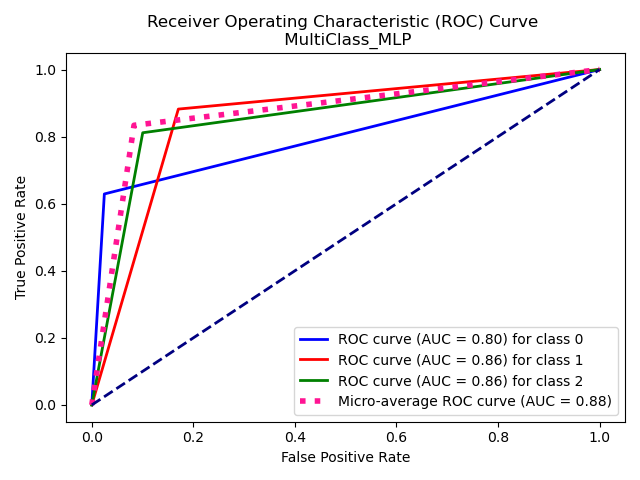 Receiver Operating Characteristic (ROC) Curve
MultiClass_MLP
1.0
0.8
0.6
0.4
0.2
0.0
True Positive Rate
ROC curve (AUC = 0.80) for class 0
ROC curve (AUC = 0.86) for class 1
ROC curve (AUC = 0.86) for class 2
Micro-average ROC curve (AUC = 0.88)
0.0 0.2 0.4 0.6 0.8 1.0
False Positive Rate